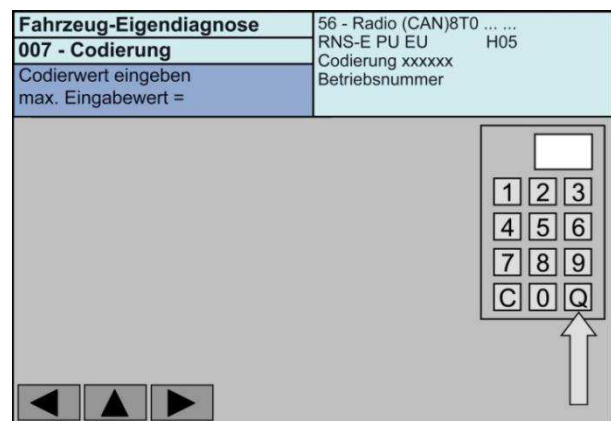 Fahrzeug-Eigendiagnose
007 - Codierung
Codierwert eingeben
max. Eingabewert =
56 - Radio (CAN)8T0 ... ...
RNS-E PU EU H05
Codierung xxxxxx
Betriebsnummer
1 2 3
4 5 6
7 8 9
C 0 Q